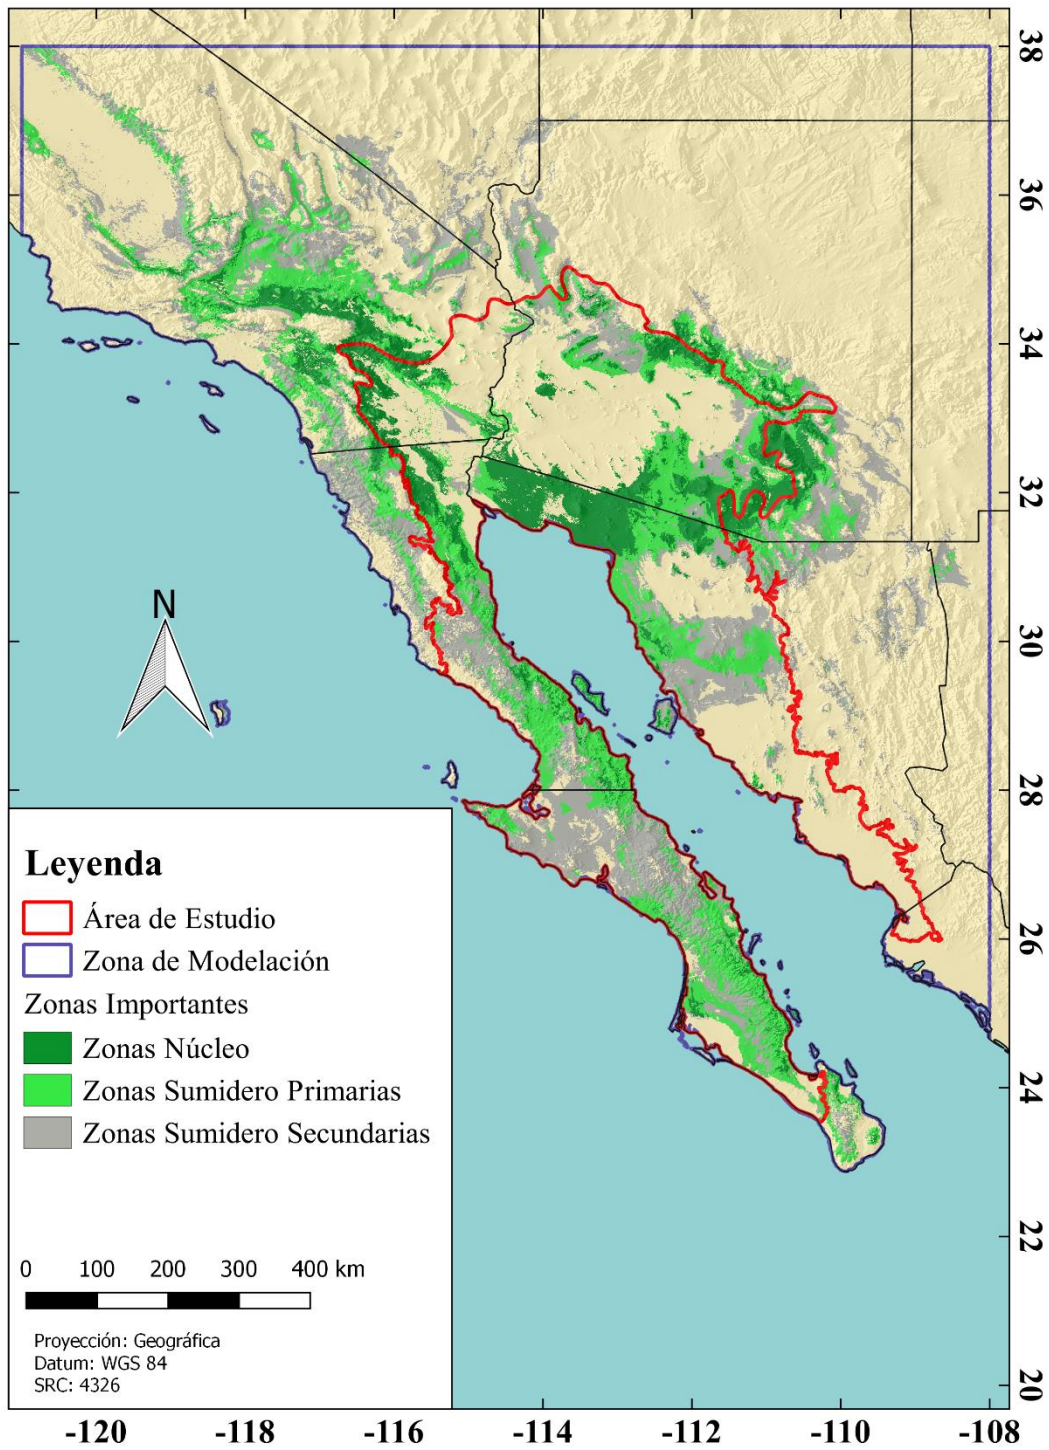 N
38
36
34
32
30
28
26
24
22
20
Leyenda
Área de Estudio
Zona de Modelación
Zonas Importantes
Zonas Núcleo
Zonas Sumidero Primarias
Zonas Sumidero Secundarias
0 100 200 300 400 km
Proyección: Geográfica
Datum: WGS 84
SRC: 4326
-120 -118 -116 -114 -112 -110 -108